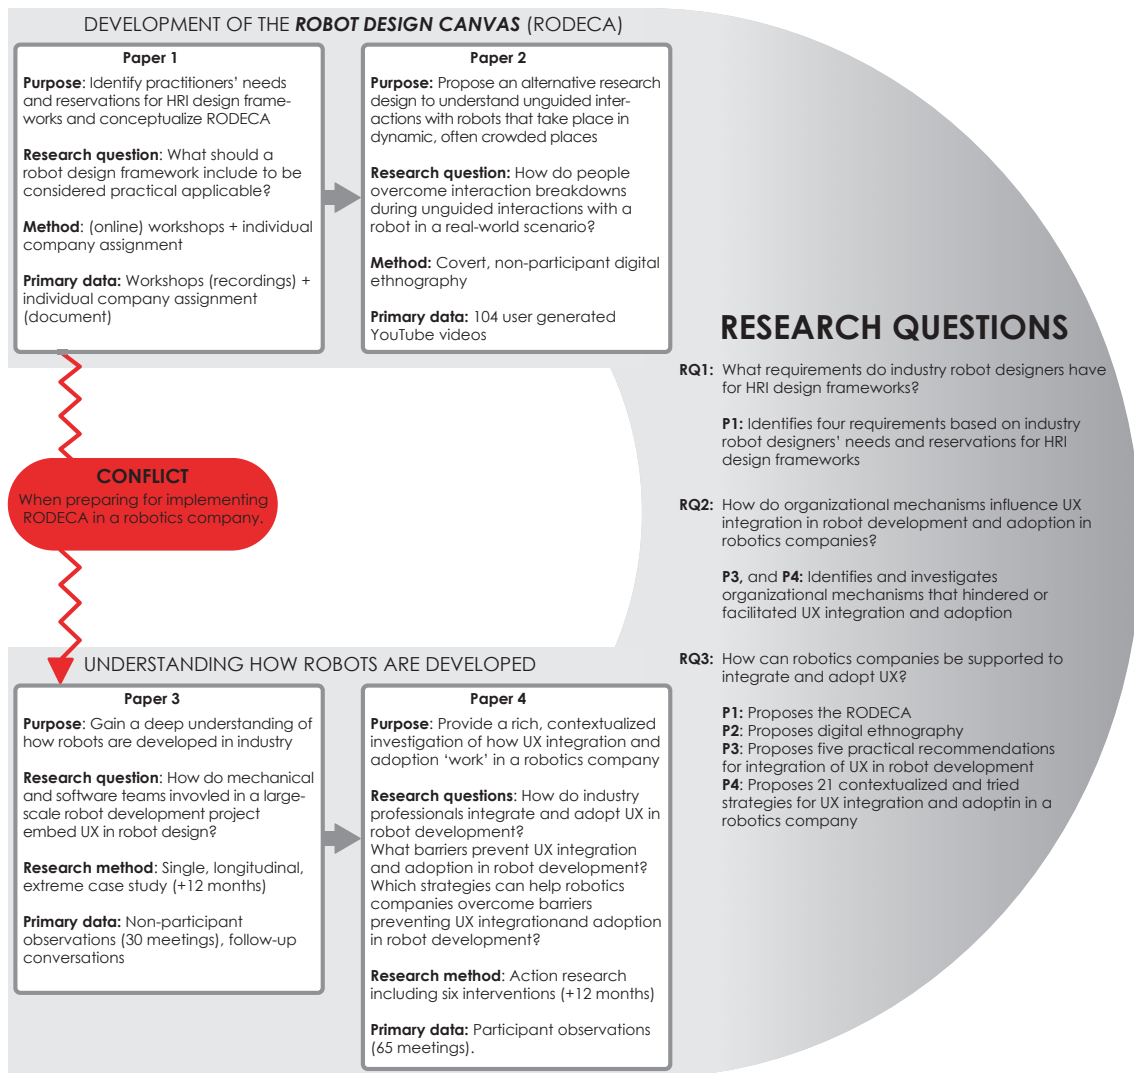 DEVELOPMENT OF THE ROBOT DESIGN CANVAS (RODECA)
Paper 1
Purpose: Identify practitioners' needs
and reservations for HRI design frame-
works and conceptualize RODECA
Research question: What should a
robot design framework include to be
considered practical applicable?
Method: (online) workshops + individual
company assignment
Primary data: Workshops (recordings) +
individual company assignment
(document)
Paper 2
Purpose: Propose an alternative research
design to understand unguided inter-
actions with robots that take place in
dynamic, often crowded places
Research question: How do people
overcome interaction breakdowns
during unguided interactions with a
robot in a real-world scenario?
Method: Covert, non-participant digital
ethnography
Primary data: 104 user generated
YouTube videos
CONFLICT
When preparing for implementing
RODECA in a robotics company.
UNDERSTANDING HOW ROBOTS ARE DEVELOPED
Paper 3
Purpose: Gain a deep understanding of
how robots are developed in industry
Research question: How do mechanical
and software teams invovled in a large-
scale robot development project
embed UX in robot design?
Research method: Single, longitudinal,
extreme case study (+12 months)
Primary data: Non-participant
observations (30 meetings), follow-up
conversations
Paper 4
Purpose: Provide a rich, contextualized
investigation of how UX integration and
adoption 'work' in a robotics company
Research questions: How do industry
professionals integrate and adopt UX in
robot development?
What barriers prevent UX integration
and adoption in robot development?
Which strategies can help robotics
companies overcome barriers
preventing UX integrationand adoption
in robot development?
Research method: Action research
including six interventions (+12 months)
Primary data: Participant observations
(65 meetings).
RESEARCH QUESTIONS
RQ1: What requirements do industry robot designers have
for HRI design frameworks?
P1: Identifies four requirements based on industry
robot designers' needs and reservations for HRI
design frameworks
RQ2: How do organizational mechanisms influence UX
integration in robot development and adoption in
robotics companies?
P3, and P4: Identifies and investigates
organizational mechanisms that hindered or
facilitated UX integration and adoption
RQ3: How can robotics companies be supported to
integrate and adopt UX?
P1: Proposes the RODECA
P2: Proposes digital ethnography
P3: Proposes five practical recommendations
for integration of UX in robot development
P4: Proposes 21 contextualized and tried
strategies for UX integration and adoptin in a
robotics company